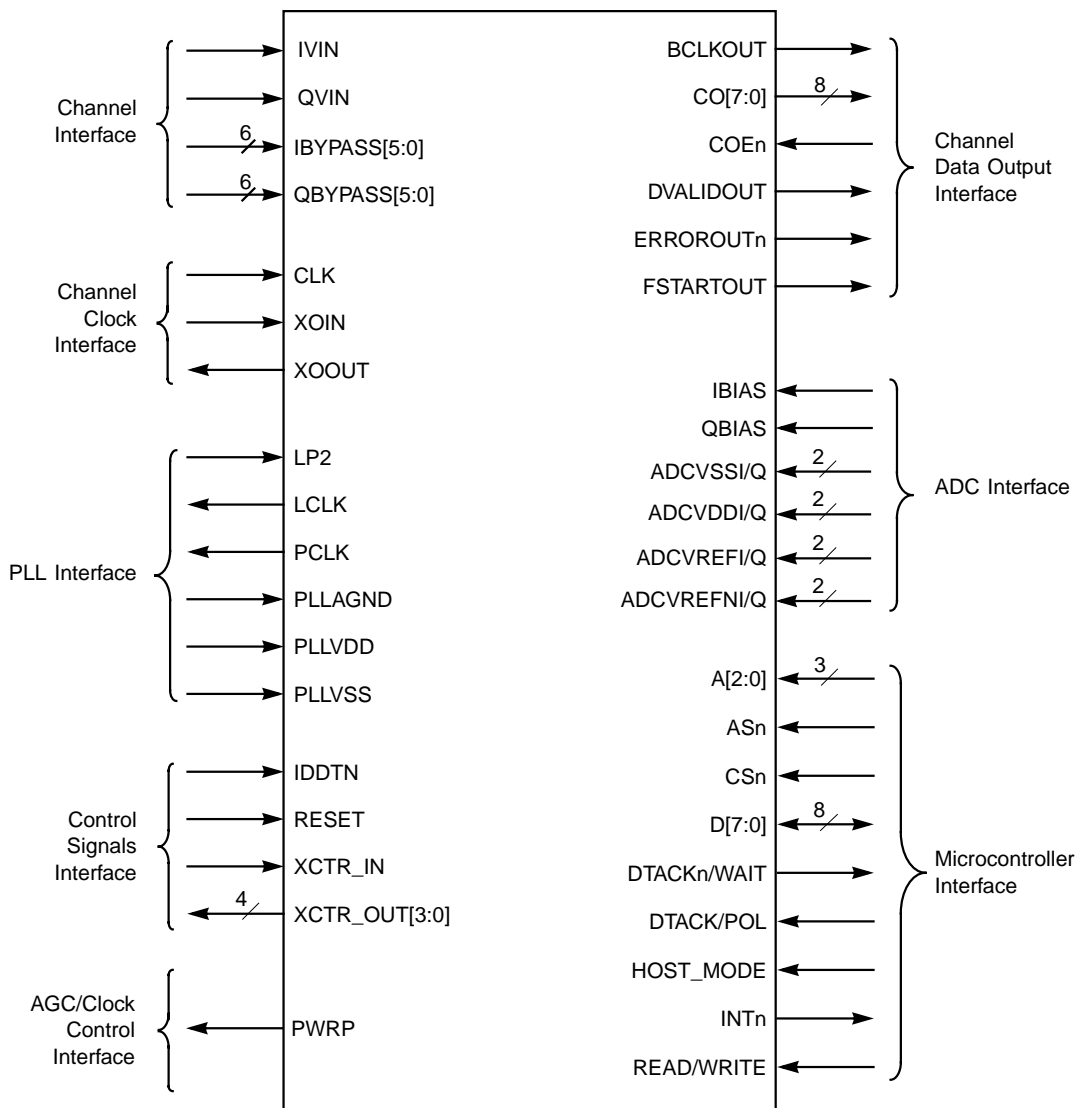 Channel
Interface
IVIN
QVIN
6
IBYPASS[5:0]
6
QBYPASS[5:0]
Channel
Clock
Interface
CLK
XOIN
XOOUT
PLL Interface
LP2
LCLK
PCLK
PLLAGND
PLLVDD
PLLVSS
Control
Signals
Interface
IDDTN
RESET
XCTR_IN
4
XCTR_OUT[3:0]
AGC/Clock
Control
Interface
PWRP
BCLKOUT
CO[7:0]
8
COEn
DVALIDOUT
ERROROUTn
FSTARTOUT
Channel
Data Output
Interface
IBIAS
QBIAS
ADCVSSI/Q
2
ADCVDDI/Q
2
ADCVREFI/Q
2
ADCVREFNI/Q
2
ADC Interface
A[2:0]
3
ASn
CSn
D[7:0]
8
DTACKn/WAIT
DTACK/POL
HOST_MODE
INTn
READ/WRITE
Microcontroller
Interface